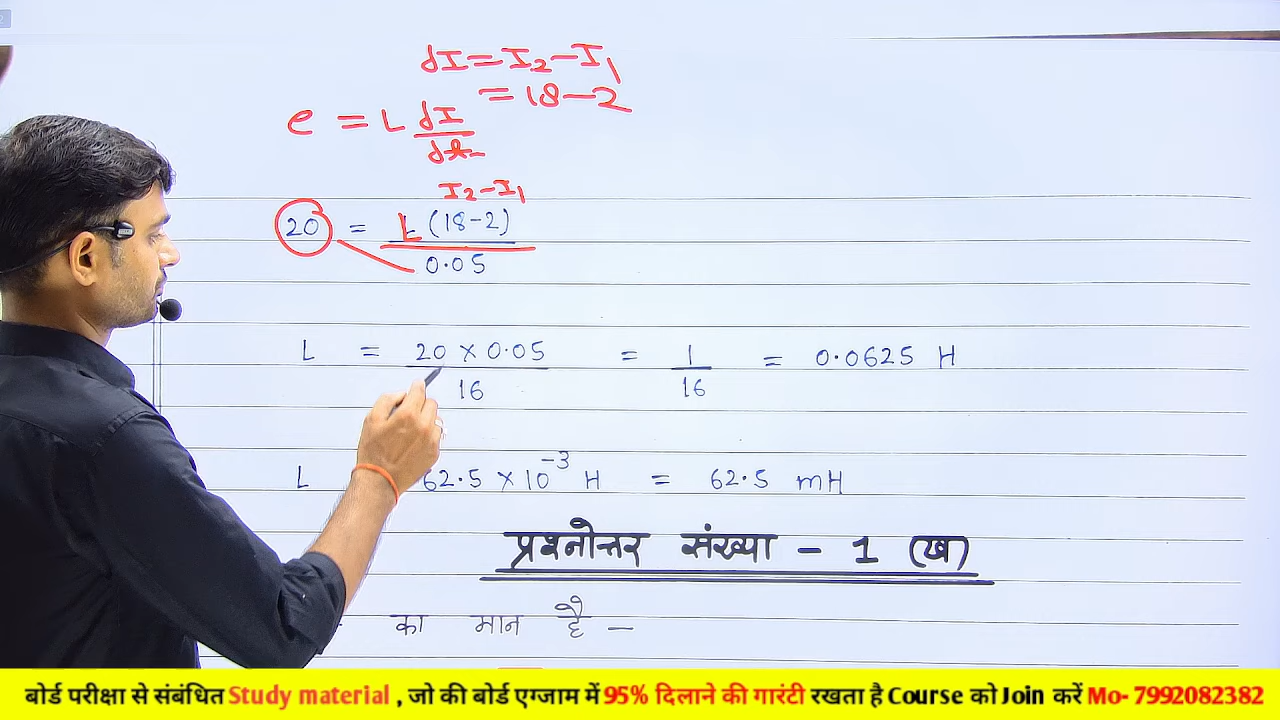 dI = I₂ - I₁
= 18 - 2
e = L dI/dt
I₂ - I₁
20 = L (18-2) / 0.05
L = 20 × 0.05 / 16 = 1/16 = 0.0625 H
L 62.5 × 10⁻³ H = 62.5 mH
प्रश्नोत्तर संख्या - 1 (ख)
का मान है -
बोर्ड परीक्षा से संबंधित Study material , जो की बोर्ड एग्जाम में 95% दिलाने की गारंटी रखता है Course को Join करें Mo- 7992082382